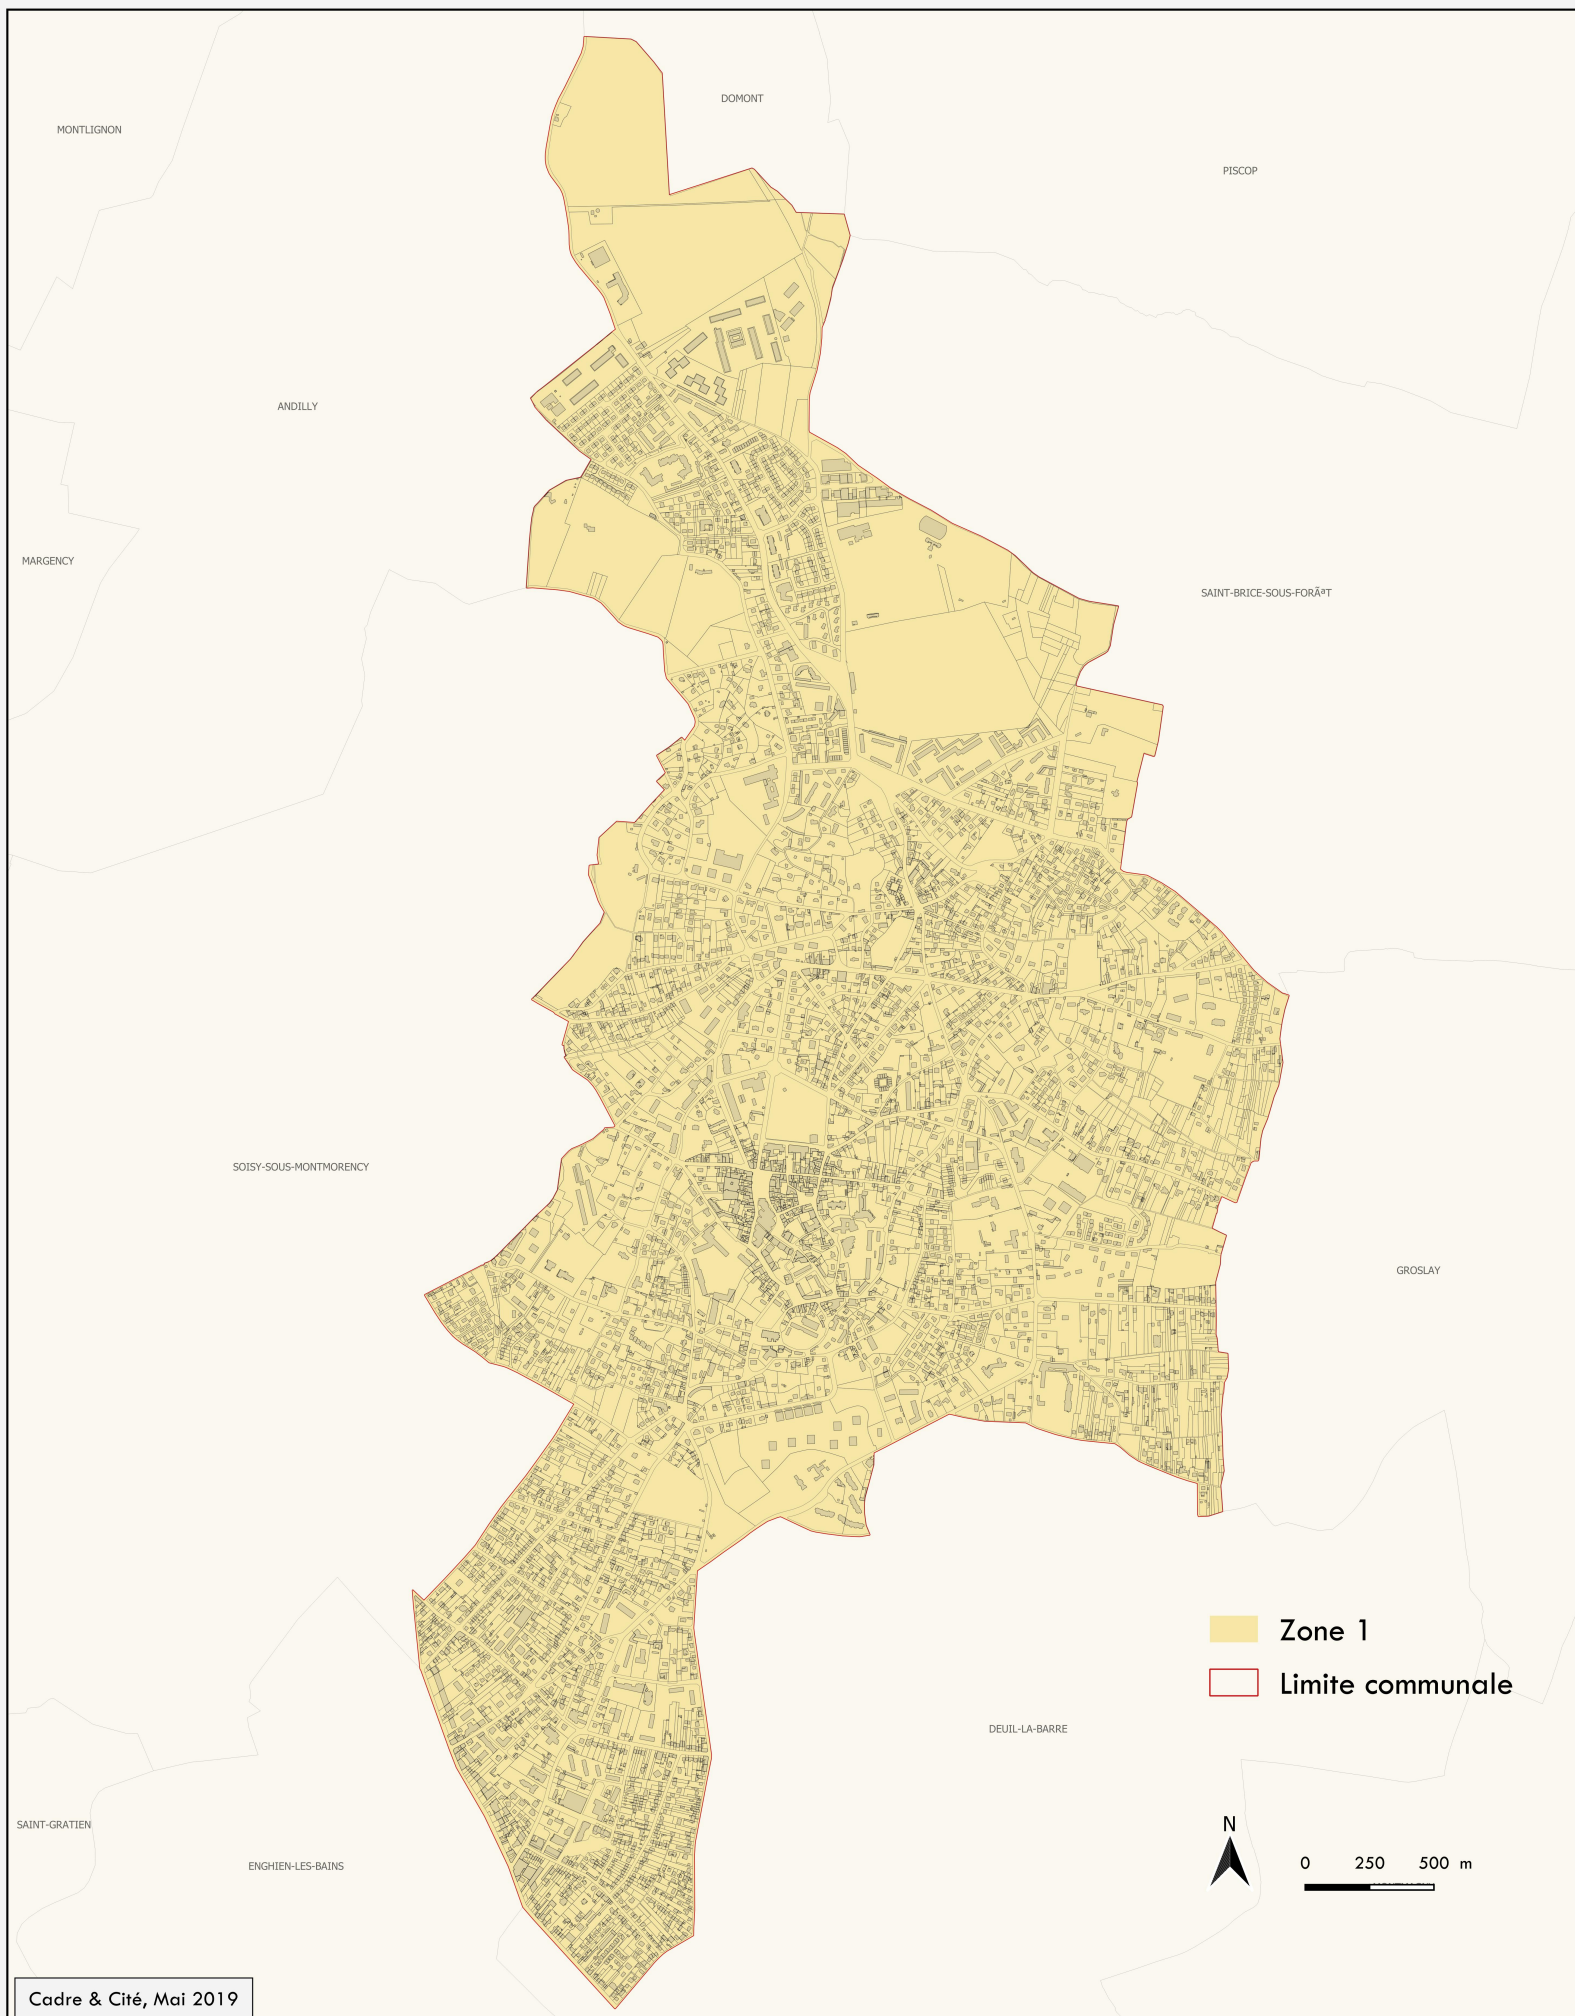 DOMONT
MONTLIGNON
PISCOP
ANDILLY
MARGENCY
SAINT-BRICE-SOUS-FORÃªT
SOISY-SOUS-MONTMORENCY
GROSLAY
Zone 1
Limite communale
DEUIL-LA-BARRE
SAINT-GRATIEN
ENGHIEN-LES-BAINS
N
0 250 500 m
Cadre & Cité, Mai 2019